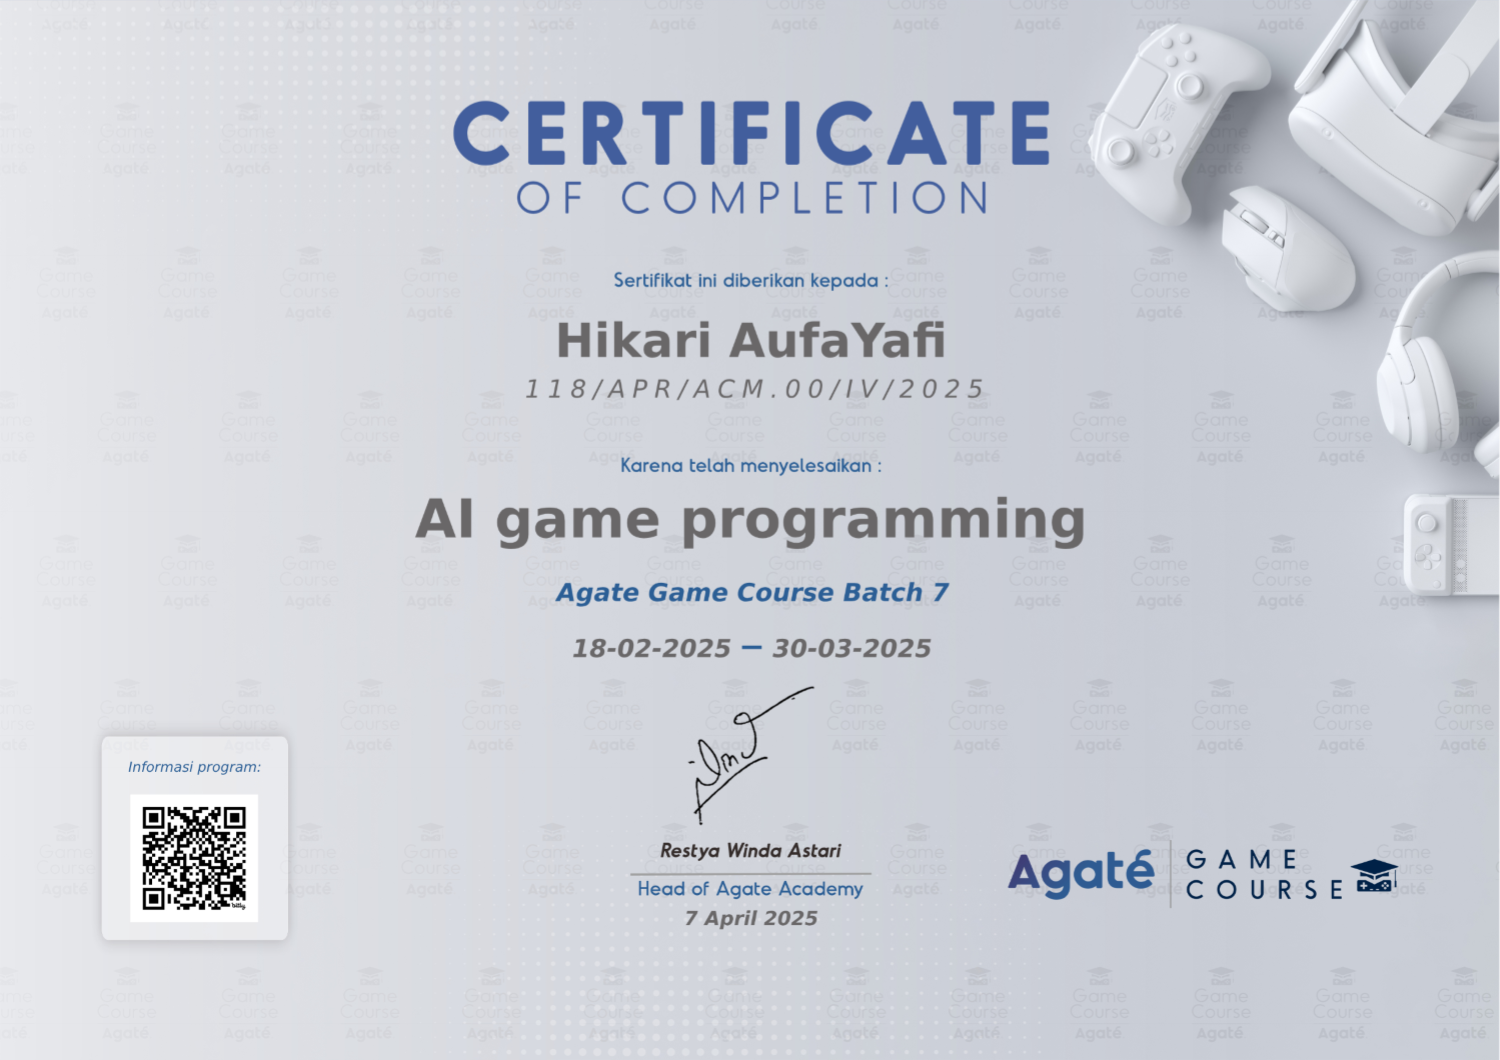 CERTIFICATE
OF COMPLETION
Sertifikat ini diberikan kepada :
Hikari AufaYafi
118/APR/ACM.00/IV/2025
Karena telah menyelesaikan :
AI game programming
Agate Game Course Batch 7
18-02-2025 — 30-03-2025
Informasi program:
bitly
Restya Winda Astari
Head of Agate Academy
7 April 2025
Agaté
GAME
COURSE